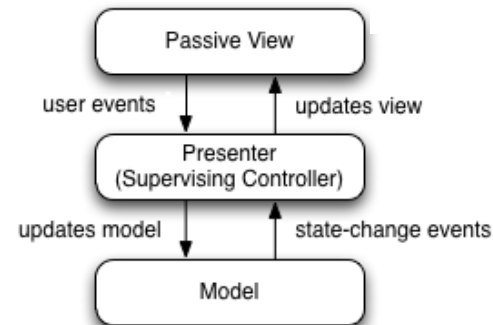 Passive View
user events
updates view
Presenter
(Supervising Controller)
updates model
state-change events
Model